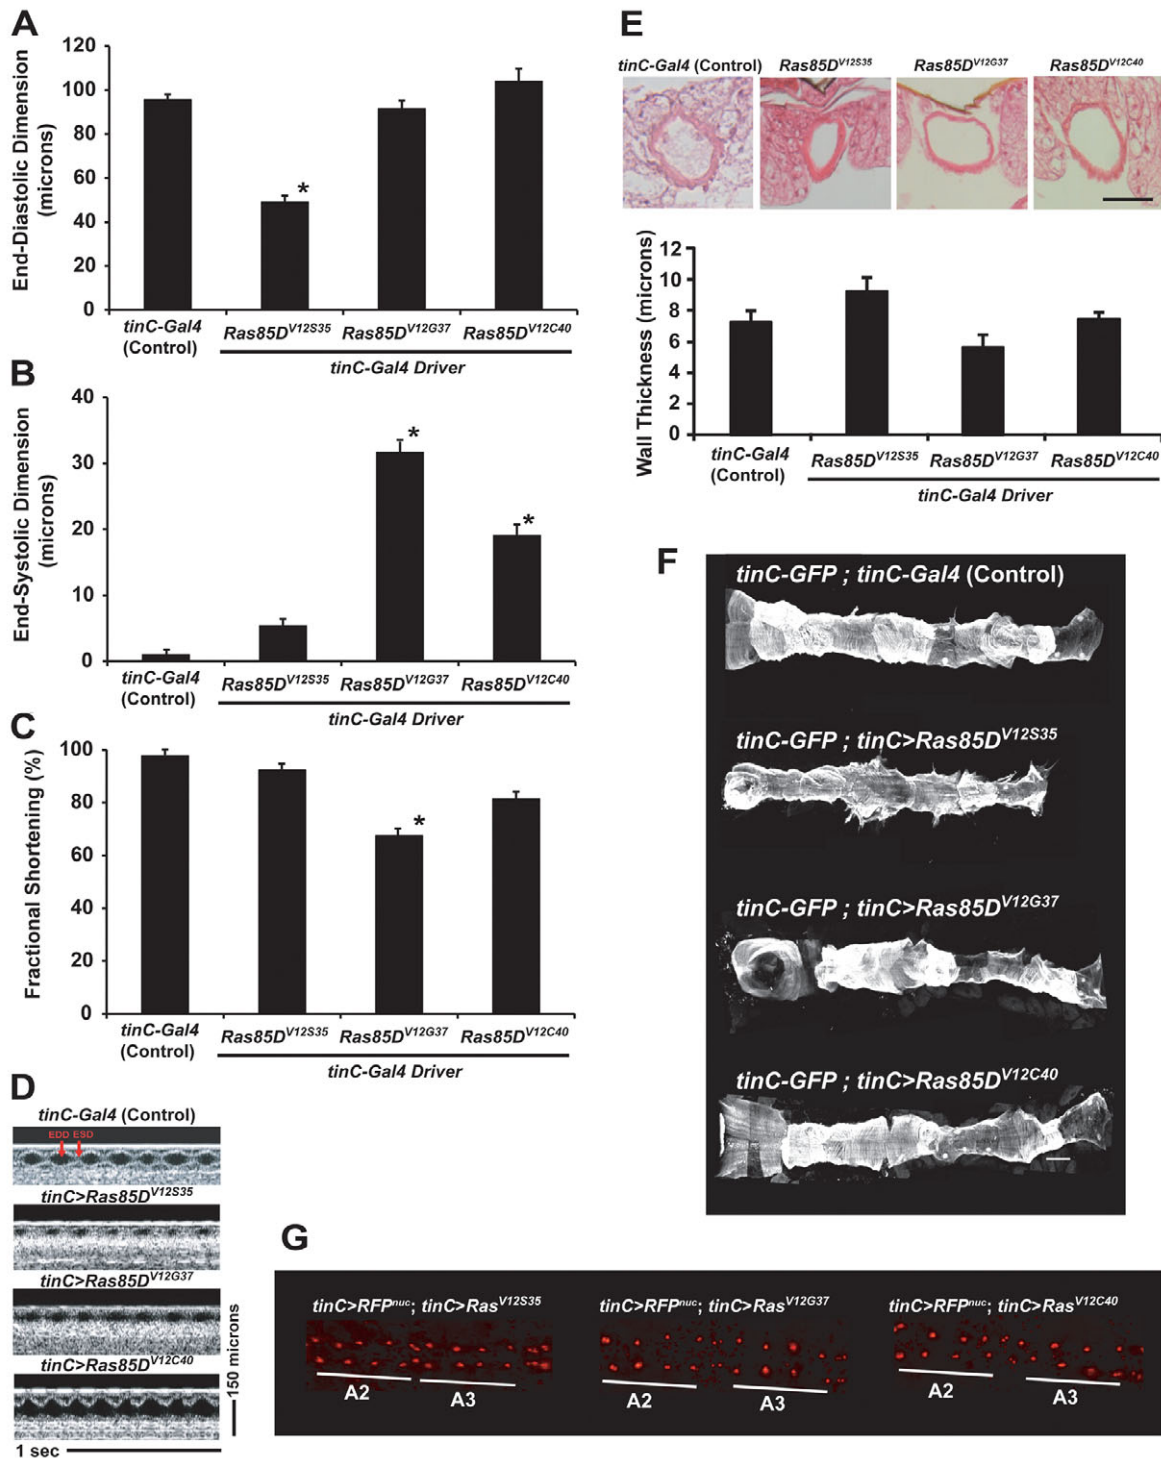 A
End-Diastolic Dimension
(microns)
120
100
80
60
40
20
0
*
tinC-Gal4
(Control)
Ras85D^V12S35
Ras85D^V12G37
Ras85D^V12C40
tinC-Gal4 Driver
B
End-Systolic Dimension
(microns)
40
30
20
10
0
*
*
tinC-Gal4
(Control)
Ras85D^V12S35
Ras85D^V12G37
Ras85D^V12C40
tinC-Gal4 Driver
C
Fractional Shortening (%)
100
80
60
40
20
0
*
tinC-Gal4
(Control)
Ras85D^V12S35
Ras85D^V12G37
Ras85D^V12C40
tinC-Gal4 Driver
D
tinC-Gal4 (Control)
EDD ESD
tinC>Ras85D^V12S35
tinC>Ras85D^V12G37
tinC>Ras85D^V12C40
150 microns
1 sec
E
tinC-Gal4 (Control)
Ras85D^V12S35
Ras85D^V12G37
Ras85D^V12C40
Wall Thickness (microns)
12
10
8
6
4
2
0
tinC-Gal4
(Control)
Ras85D^V12S35
Ras85D^V12G37
Ras85D^V12C40
tinC-Gal4 Driver
F
tinC-GFP ; tinC-Gal4 (Control)
tinC-GFP ; tinC>Ras85D^V12S35
tinC-GFP ; tinC>Ras85D^V12G37
tinC-GFP ; tinC>Ras85D^V12C40
G
tinC>RFP^nuc; tinC>Ras^V12S35
tinC>RFP^nuc; tinC>Ras^V12G37
tinC>RFP^nuc; tinC>Ras^V12C40
A2
A3
A2
A3
A2
A3